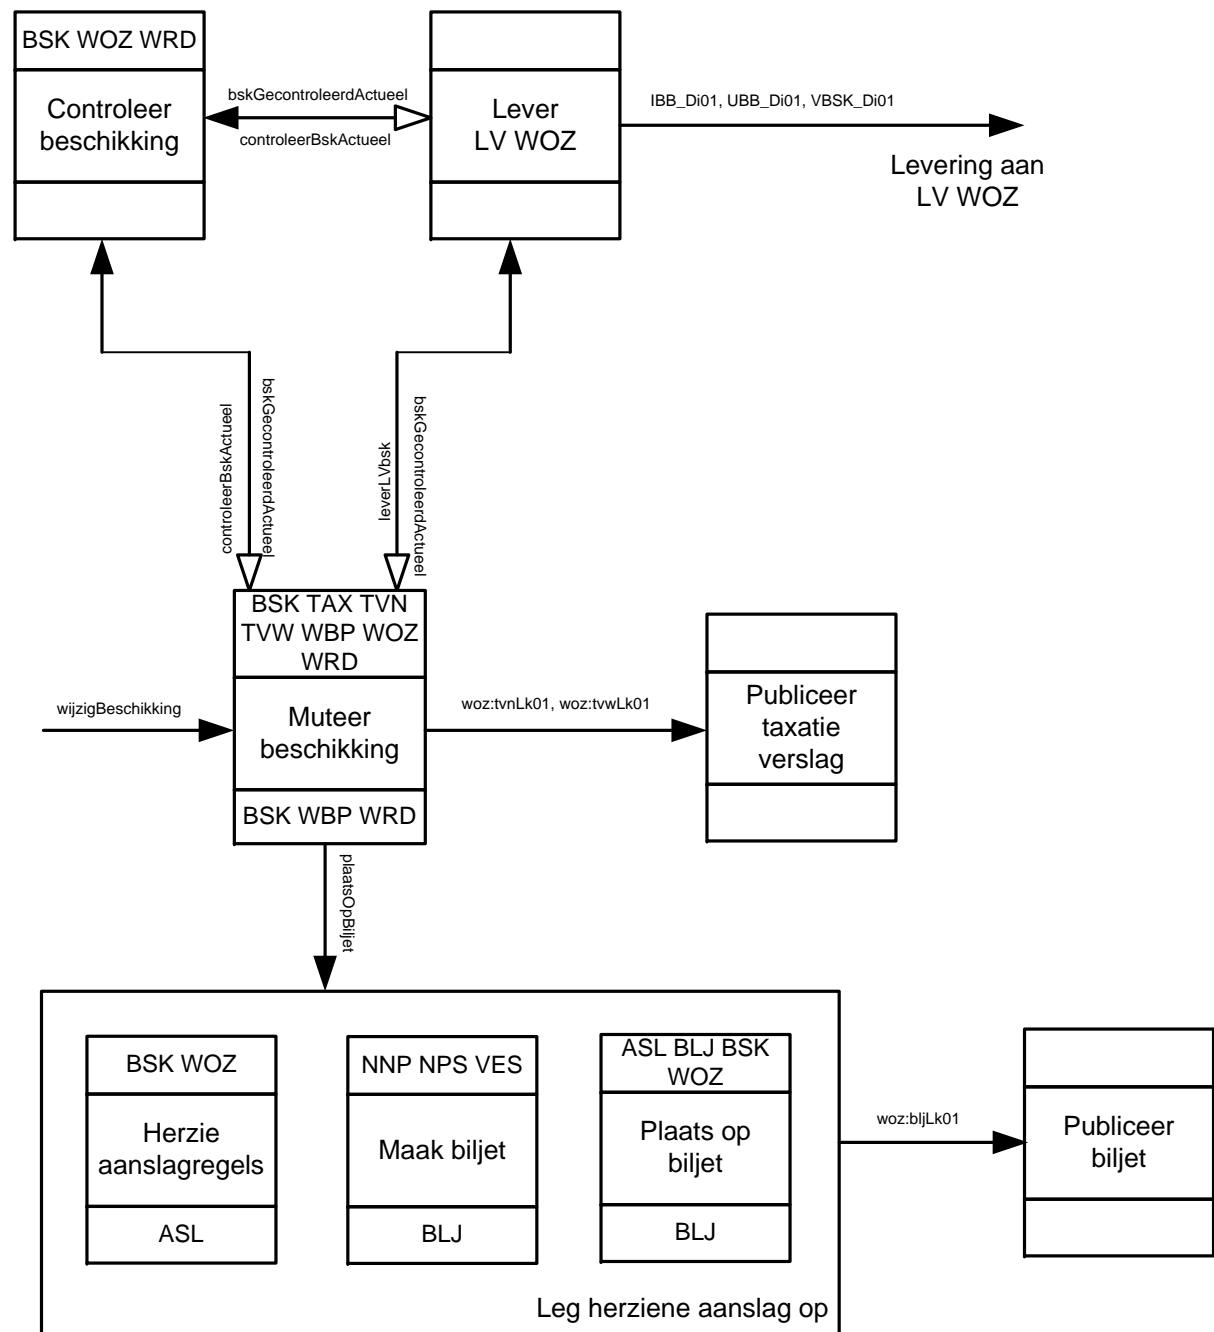 BSK WOZ WRD
Controleer
beschikking
bskGecontroleerdActueel
controleerBskActueel
Lever
LV WOZ
IBB_Di01, UBB_Di01, VBSK_Di01
Levering aan
LV WOZ
controleerBskActueel
bskGecontroleerdActueel
leverLVbsk
bskGecontroleerdActueel
BSK TAX TVN
TVW WBP WOZ
WRD
wijzigBeschikking
Muteer
beschikking
BSK WBP WRD
woz:tvnLk01, woz:tvwLk01
Publiceer
taxatie
verslag
plaatsOpBiljet
BSK WOZ
Herzie
aanslagregels
ASL
NNP NPS VES
Maak biljet
BLJ
ASL BLJ BSK
WOZ
Plaats op
biljet
BLJ
Leg herziene aanslag op
woz:bljLk01
Publiceer
biljet